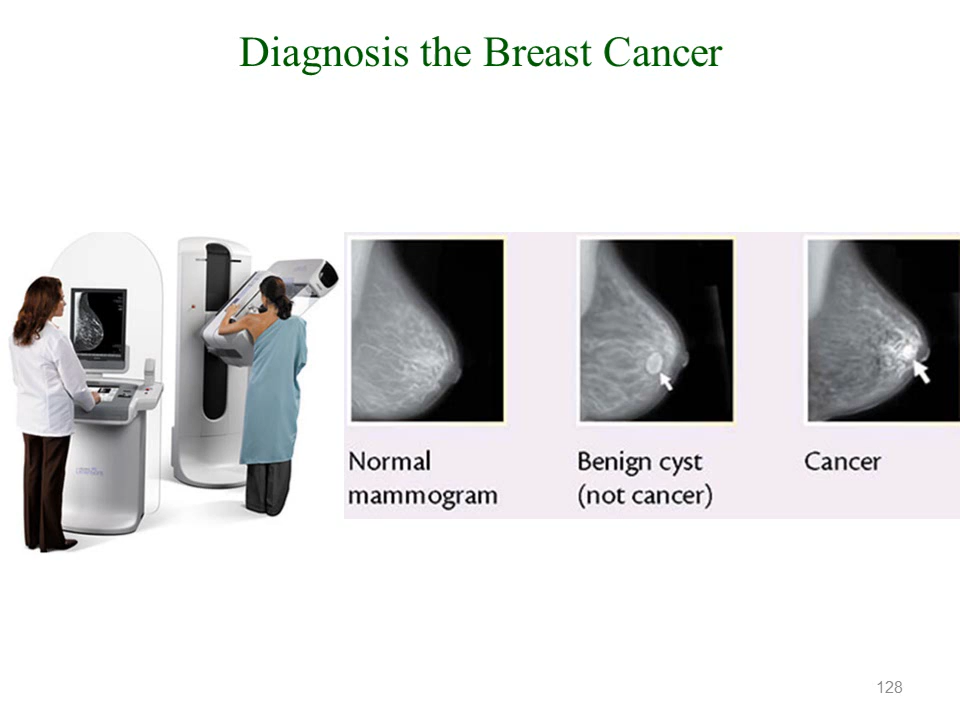 Diagnosis the Breast Cancer
Normal
mammogram
Benign cyst
(not cancer)
Cancer
128